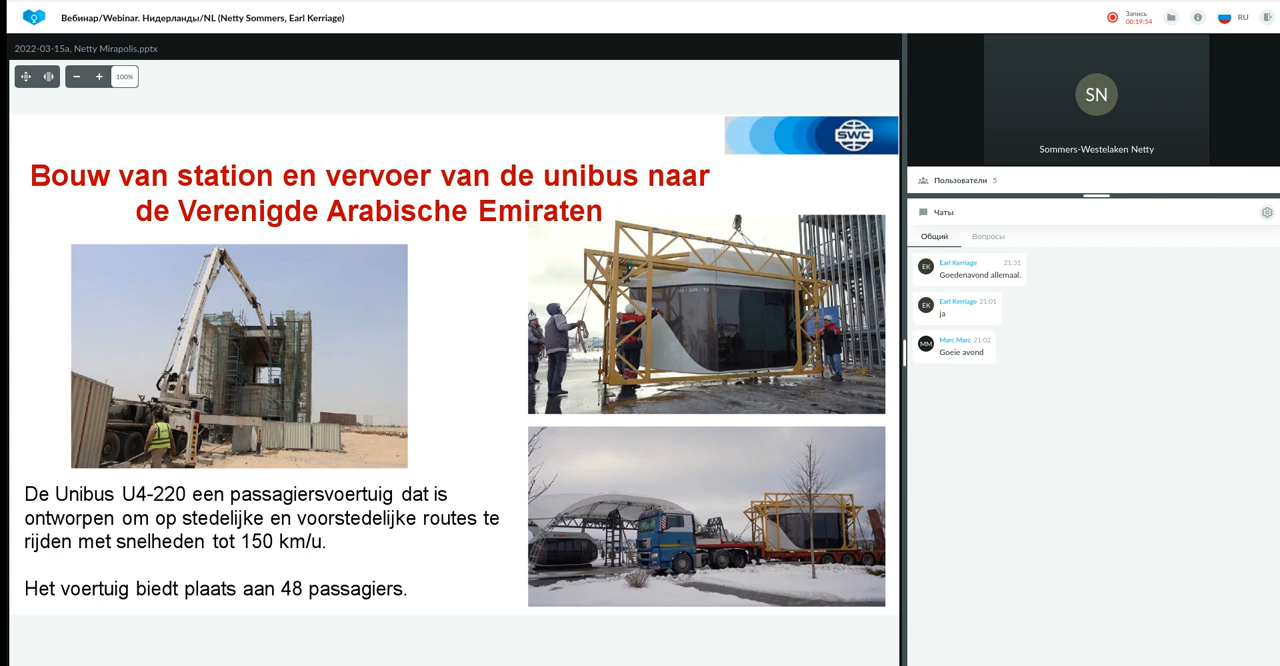 Вебинар/Webinar. Нидерланды/NL (Netty Sommers, Earl Kerriage)
Запись
00:19:54
RU
2022-03-15a, Netty Mirapolis.pptx
100%
SWC
Bouw van station en vervoer van de unibus naar
de Verenigde Arabische Emiraten
De Unibus U4-220 een passagiersvoertuig dat is
ontworpen om op stedelijke en voorstedelijke routes te
rijden met snelheden tot 150 km/u.
Het voertuig biedt plaats aan 48 passagiers.
SN
Sommers-Westelaken Netty
Пользователи 5
Чаты
Общий Вопросы
EK
Earl Kerriage 21:31
Goedenavond allemaal.
EK
Earl Kerriage 21:01
ja
MM
Marc Marc 21:02
Goeie avond